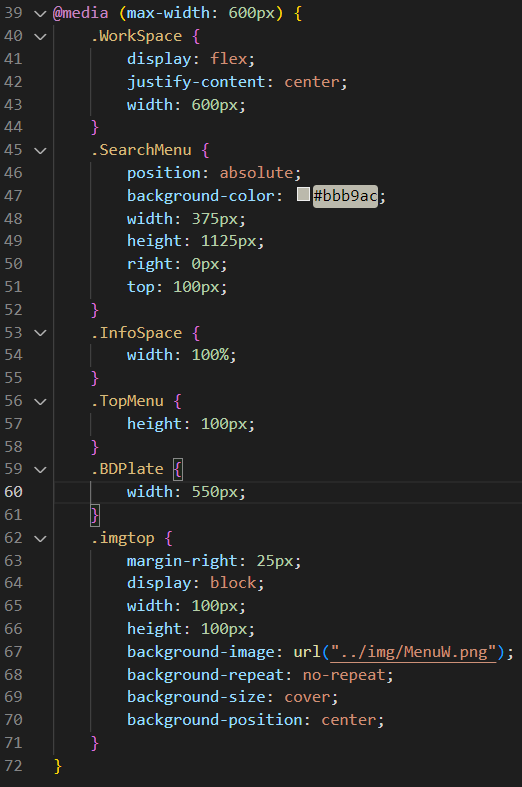 39 @media (max-width: 600px) {
40 .WorkSpace {
41 display: flex;
42 justify-content: center;
43 width: 600px;
44 }
45 .SearchMenu {
46 position: absolute;
47 background-color: #bbb9ac;
48 width: 375px;
49 height: 1125px;
50 right: 0px;
51 top: 100px;
52 }
53 .InfoSpace {
54 width: 100%;
55 }
56 .TopMenu {
57 height: 100px;
58 }
59 .BDPlate {
60 width: 550px;
61 }
62 .imgtop {
63 margin-right: 25px;
64 display: block;
65 width: 100px;
66 height: 100px;
67 background-image: url("../img/MenuW.png");
68 background-repeat: no-repeat;
69 background-size: cover;
70 background-position: center;
71 }
72 }